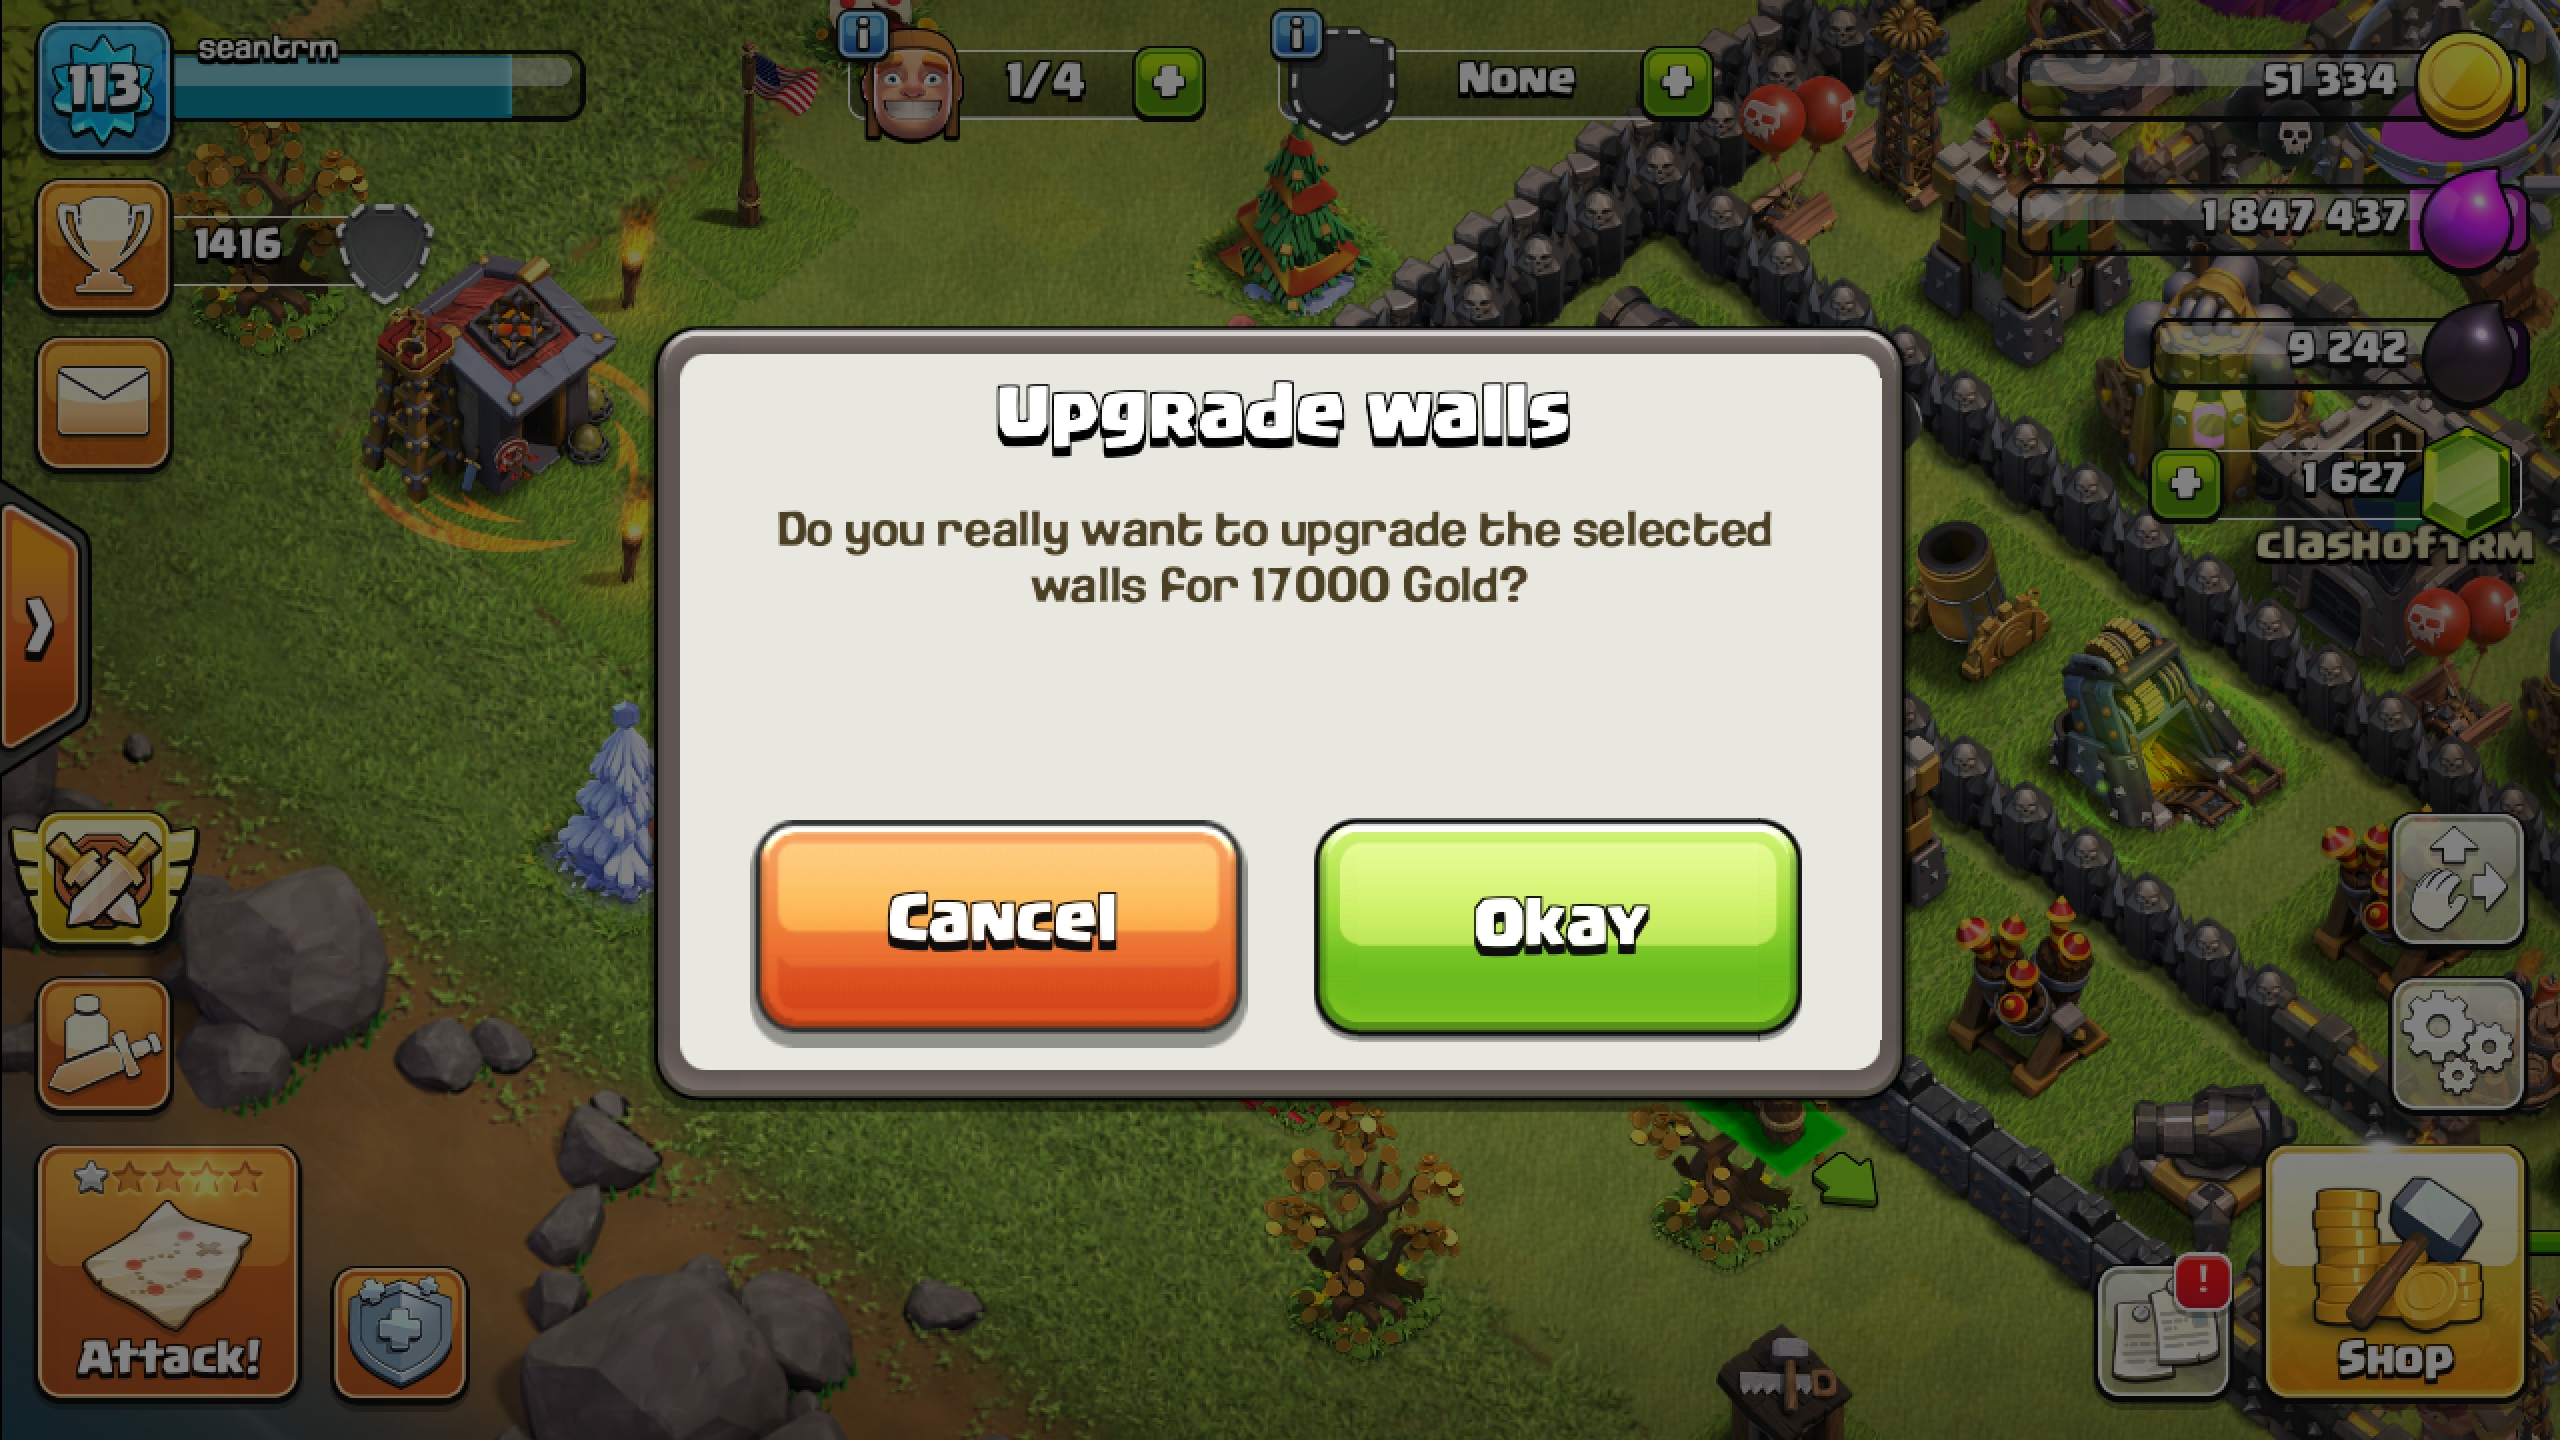 seantrm
113
1/4
None
51 334
1416
1 847 437
9 242
1
1 627
clashofTRM
Upgrade walls
Do you really want to upgrade the selected
walls for 17000 Gold?
Cancel
Okay
!
Attack!
Shop